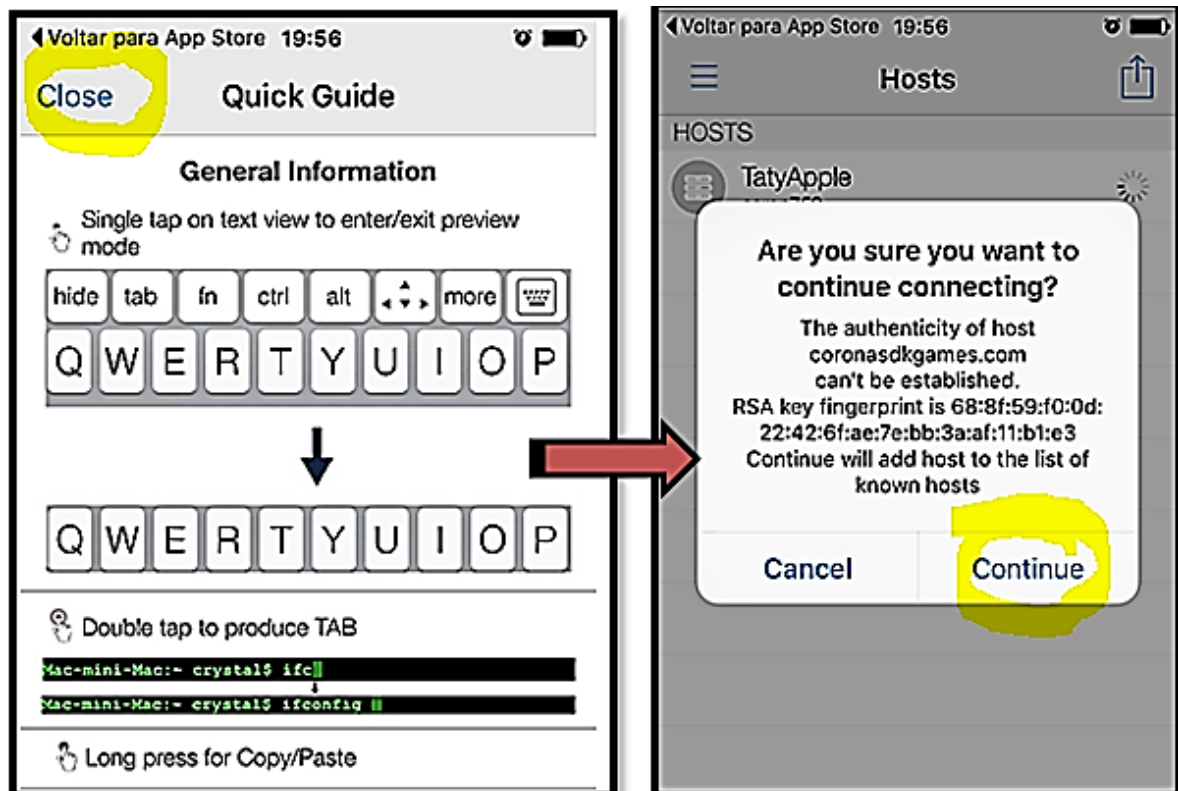 Voltar para App Store 19:56
Close
Quick Guide
General Information
Single tap on text view to enter/exit preview
mode
hide tab fn ctrl alt more
Q W E R T Y U I O P
Q W E R T Y U I O P
Double tap to produce TAB
Mac-mini-Mac:~ crystal$ ifc
Mac-mini-Mac:~ crystal$ ifconfig
Long press for Copy/Paste
Voltar para App Store 19:56
Hosts
HOSTS
TatyApple
Are you sure you want to
continue connecting?
The authenticity of host
coronasdkgames.com
can't be established.
RSA key fingerprint is 68:8f:59:f0:0d:
22:42:6f:ae:7e:bb:3a:af:11:b1:e3
Continue will add host to the list of
known hosts
Cancel
Continue